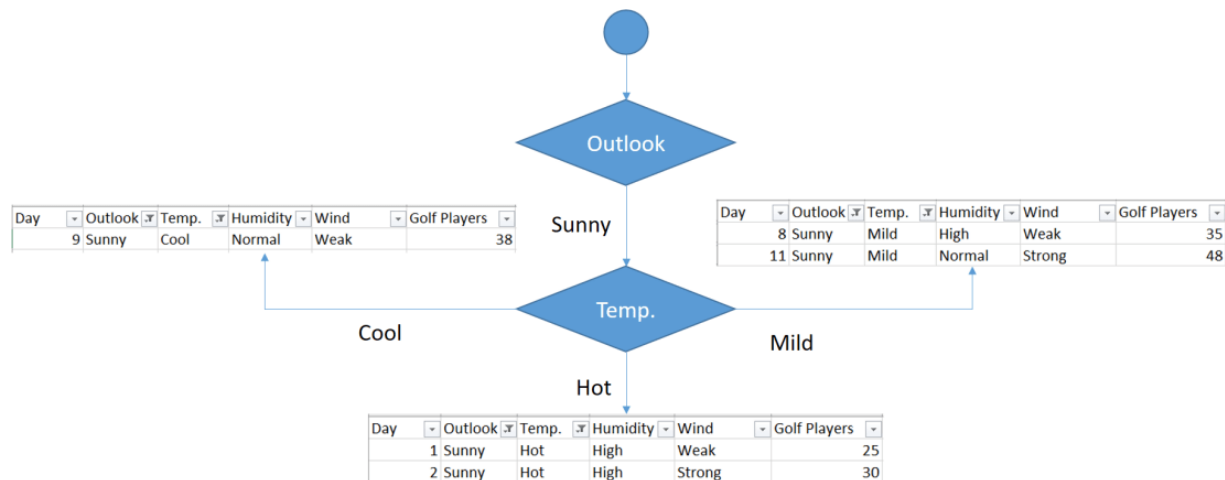 Outlook
Sunny
Day Outlook Temp. Humidity Wind Golf Players
9 Sunny Cool Normal Weak 38
Day Outlook Temp. Humidity Wind Golf Players
8 Sunny Mild High Weak 35
11 Sunny Mild Normal Strong 48
Temp.
Cool
Mild
Hot
Day Outlook Temp. Humidity Wind Golf Players
1 Sunny Hot High Weak 25
2 Sunny Hot High Strong 30